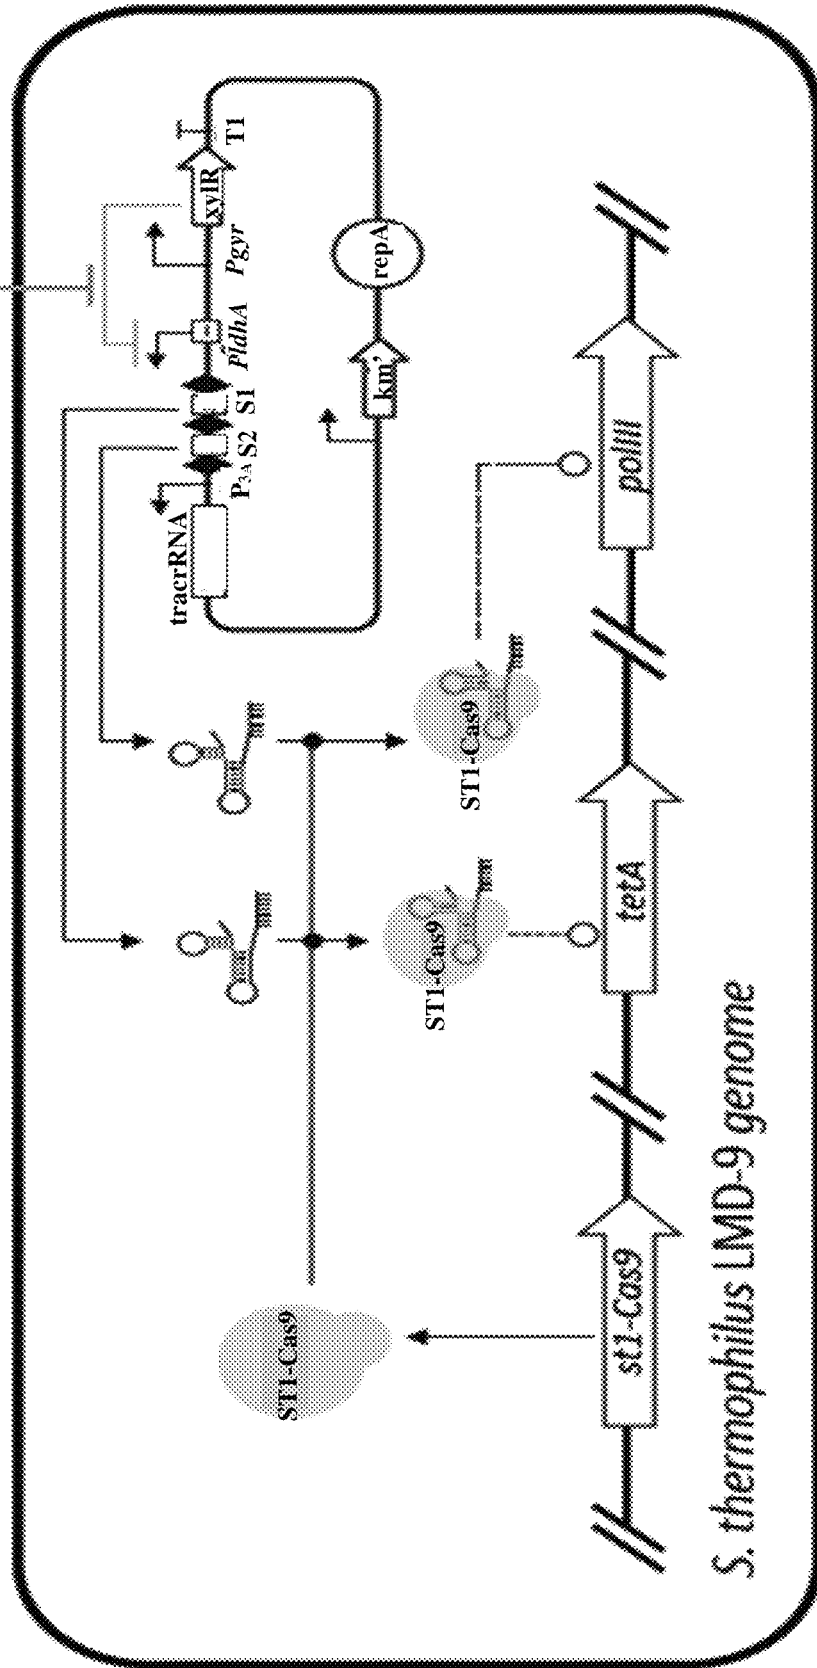 tracrRNA
P3A
S2
S1
PldhA
Pgyr
xylR
T1
kmr
repA
ST1-Cas9
ST1-Cas9
ST1-Cas9
st1-Cas9
tetA
polIII
S. thermophilus LMD-9 genome